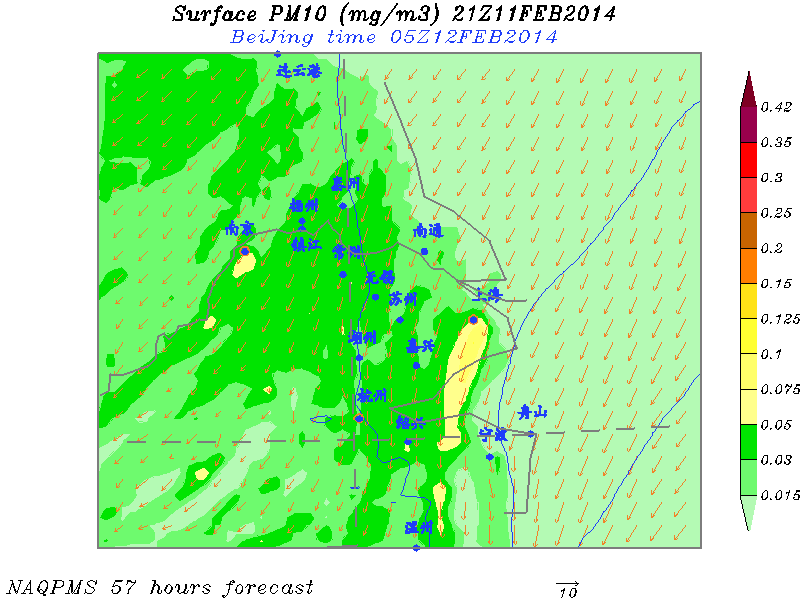 Surface PM10 (mg/m3) 21Z11FEB2014
BeiJing time 05Z12FEB2014
连云港
泰州
扬州
南京
镇江
常州
南通
无锡
苏州
上海
湖州
嘉兴
杭州
绍兴
舟山
宁波
温州
0.42
0.35
0.3
0.25
0.2
0.15
0.125
0.1
0.075
0.05
0.03
0.015
NAQPMS 57 hours forecast
10